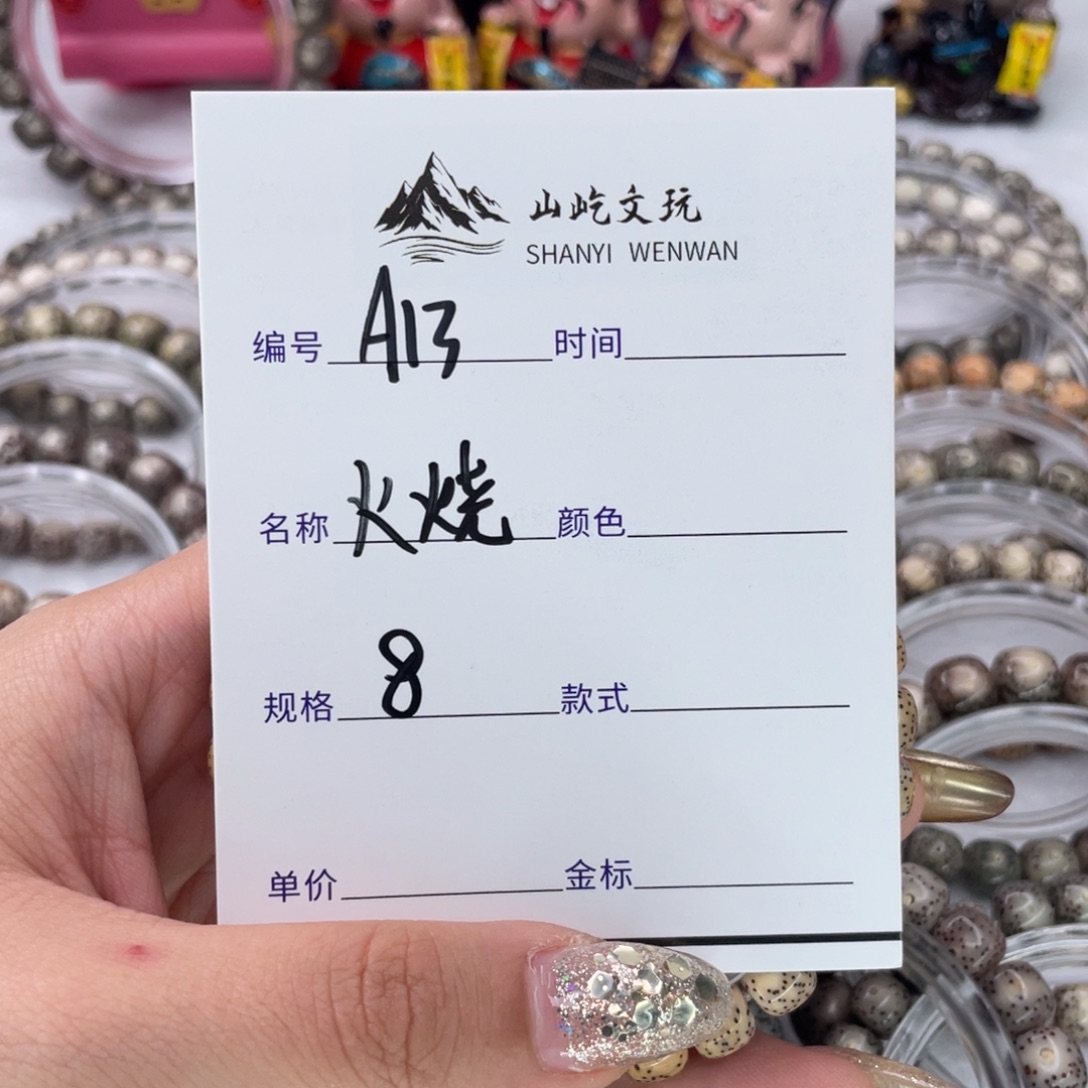 山屹文玩
SHANYI WENWAN
编号 A13 时间
名称 火烧 颜色
规格 8 款式
单价 金标